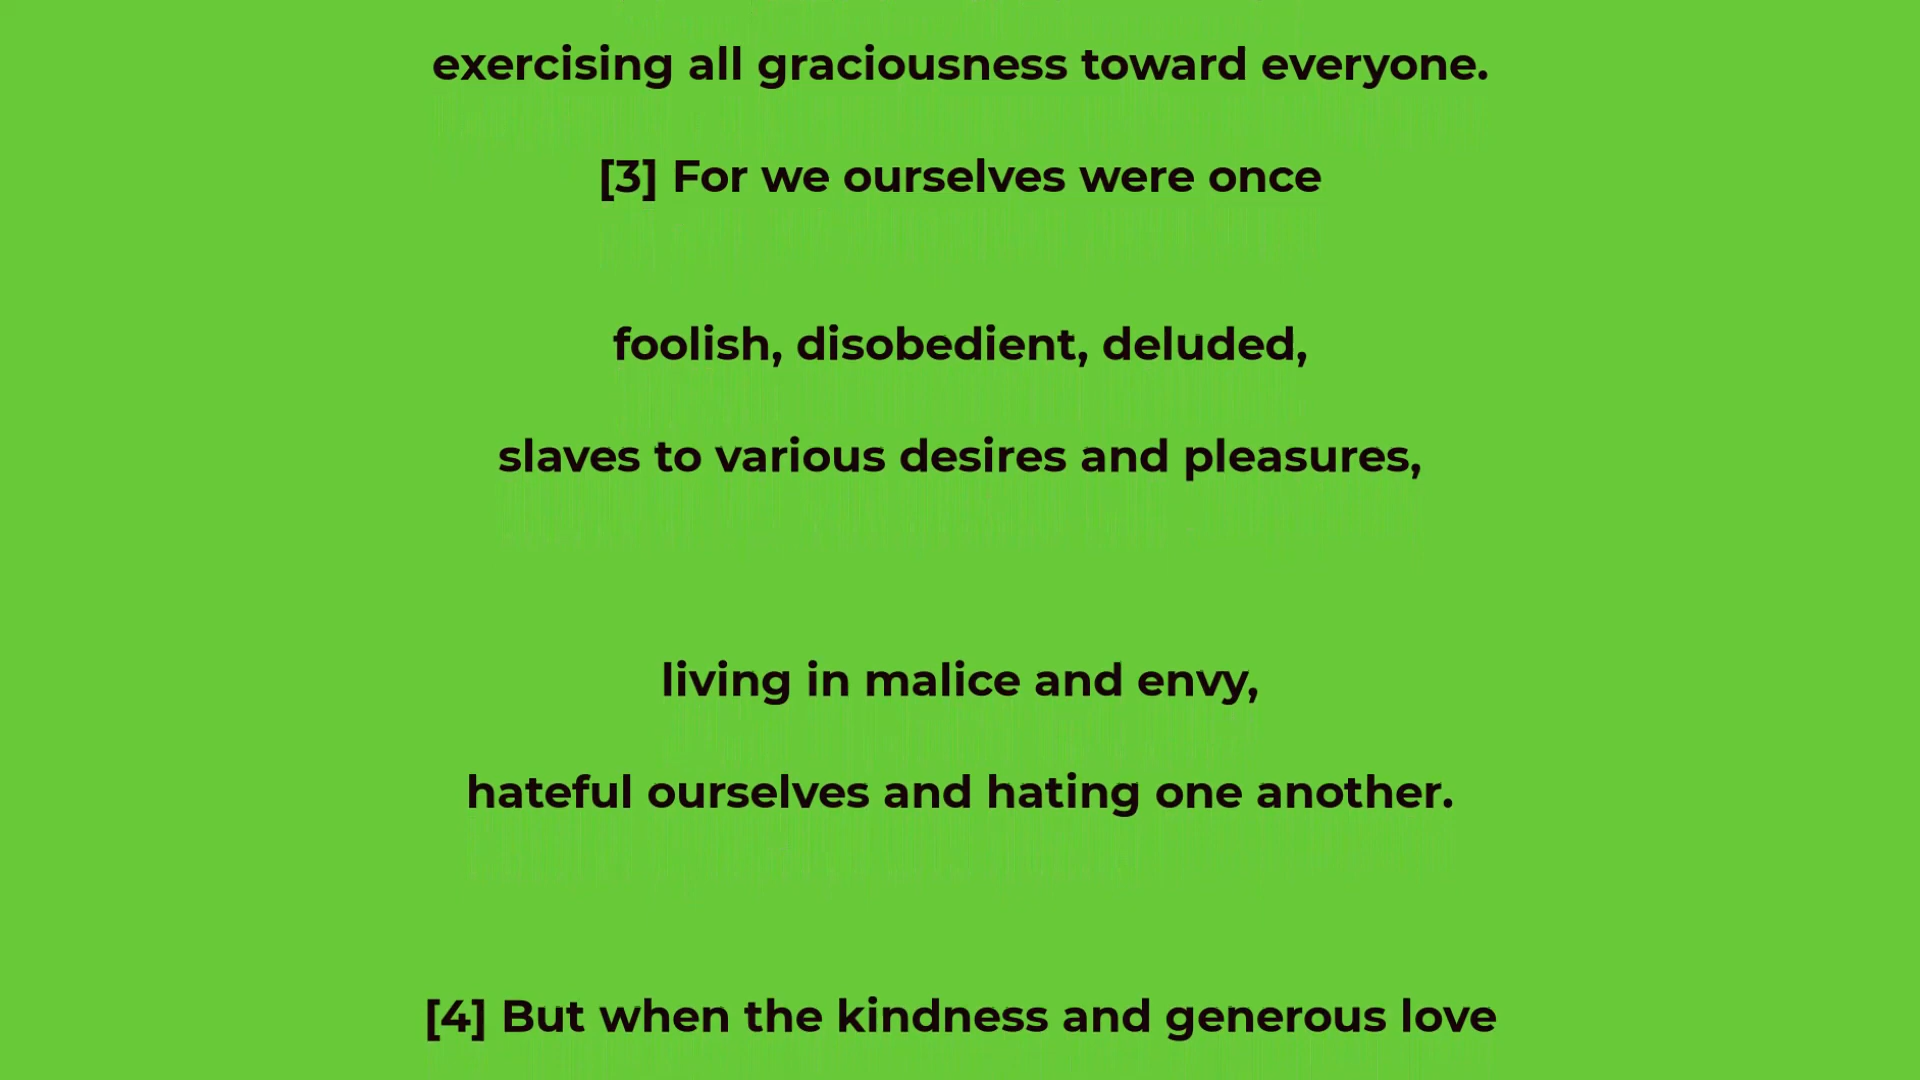 exercising all graciousness toward everyone.
[3] For we ourselves were once
foolish, disobedient, deluded,
slaves to various desires and pleasures,
living in malice and envy,
hateful ourselves and hating one another.
[4] But when the kindness and generous love